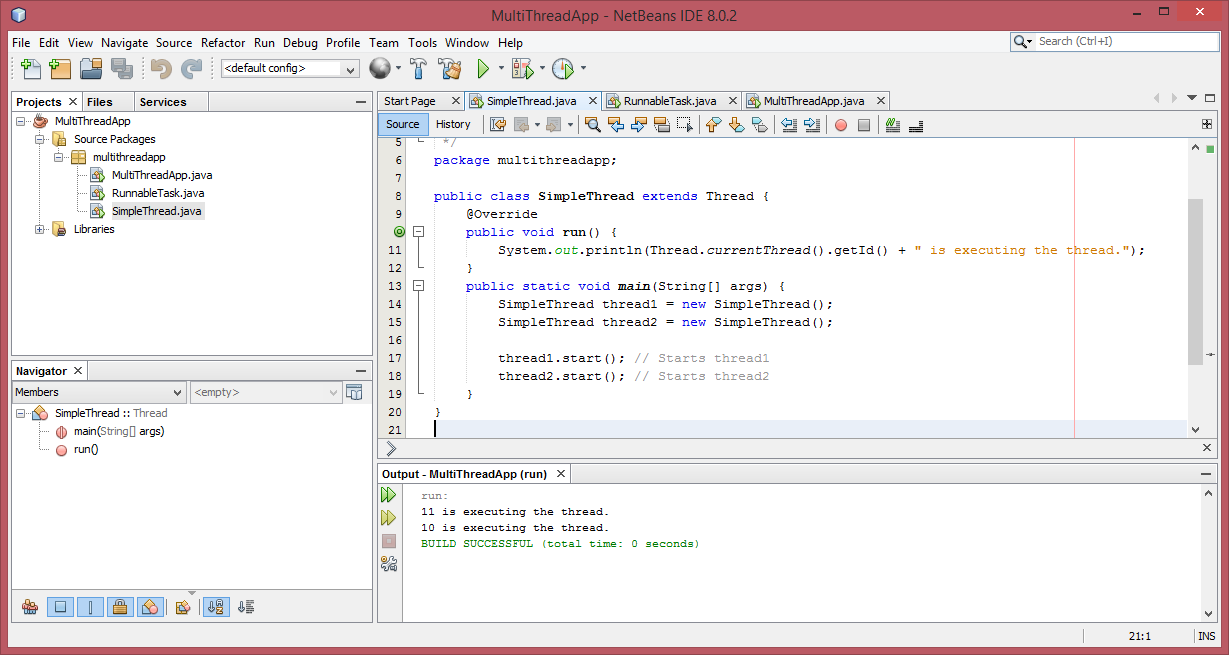 MultiThreadApp - NetBeans IDE 8.0.2
File Edit View Navigate Source Refactor Run Debug Profile Team Tools Window Help
Search (Ctrl+I)
<default config>
Projects Files Services
MultiThreadApp
Source Packages
multithreadapp
MultiThreadApp.java
RunnableTask.java
SimpleThread.java
Libraries
Navigator
Members <empty>
SimpleThread :: Thread
main(String[] args)
run()
Start Page SimpleThread.java RunnableTask.java MultiThreadApp.java
Source History
5 */
6 package multithreadapp;
7
8 public class SimpleThread extends Thread {
9 @Override
public void run() {
11 System.out.println(Thread.currentThread().getId() + " is executing the thread.");
12 }
13 public static void main(String[] args) {
14 SimpleThread thread1 = new SimpleThread();
15 SimpleThread thread2 = new SimpleThread();
16
17 thread1.start(); // Starts thread1
18 thread2.start(); // Starts thread2
19 }
20 }
21
Output - MultiThreadApp (run)
run:
11 is executing the thread.
10 is executing the thread.
BUILD SUCCESSFUL (total time: 0 seconds)
21:1 INS